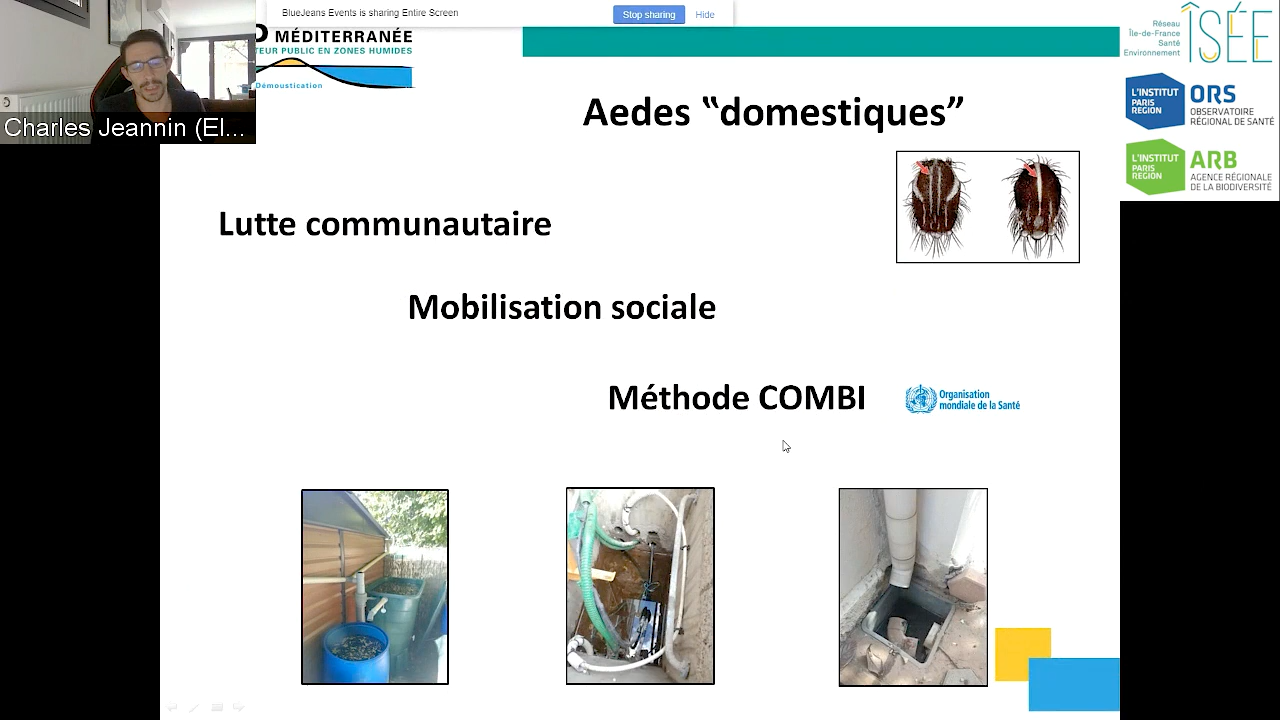 BlueJeans Events is sharing Entire Screen
Stop sharing
Hide
MÉDITERRANÉE
TEUR PUBLIC EN ZONES HUMIDES
Démoustication
Charles Jeannin (EI...
Réseau
Île-de-France
Santé
Environnement
ÎSÉE
L'INSTITUT
PARIS
REGION
ORS
OBSERVATOIRE
RÉGIONAL DE SANTÉ
L'INSTITUT
PARIS
REGION
ARB
AGENCE RÉGIONALE
DE LA BIODIVERSITÉ
Aedes “domestiques”
Lutte communautaire
Mobilisation sociale
Méthode COMBI
Organisation
mondiale de la Santé